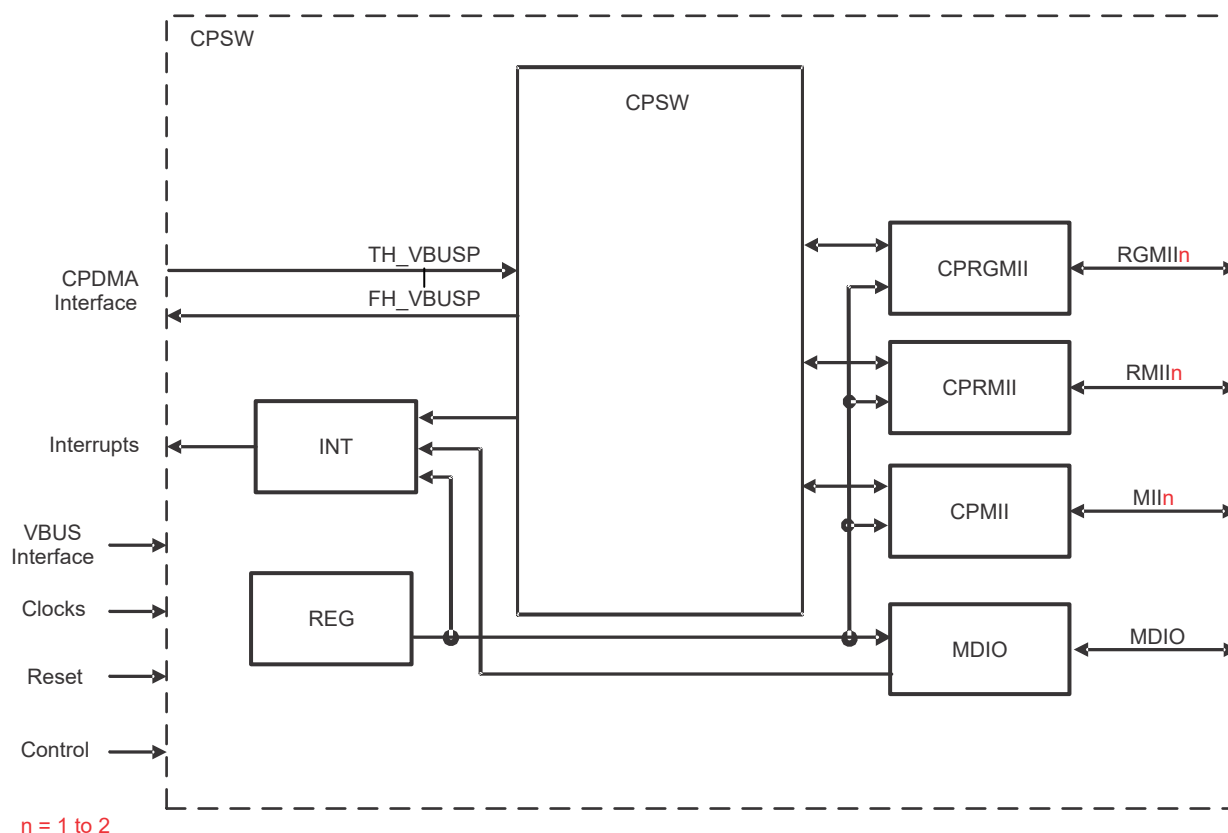 CPSW
CPSW
TH_VBUSP
FH_VBUSP
CPDMA
Interface
CPRGMII
RGMIIn
CPRMII
RMIIn
Interrupts
INT
CPMII
MIIn
VBUS
Interface
Clocks
REG
MDIO
MDIO
Reset
Control
n = 1 to 2